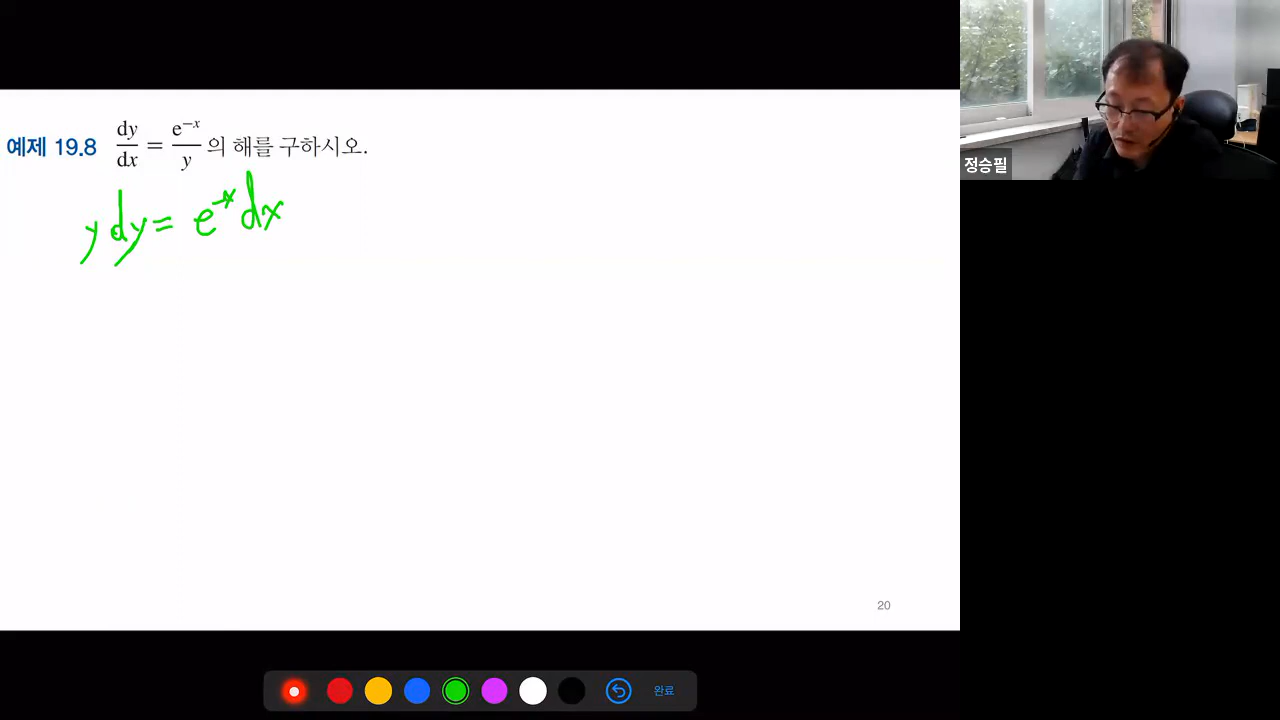 예제 19.8 dy/dx = e^{-x}/y 의 해를 구하시오.
y dy = e^{-x} dx
정승필
20
완료